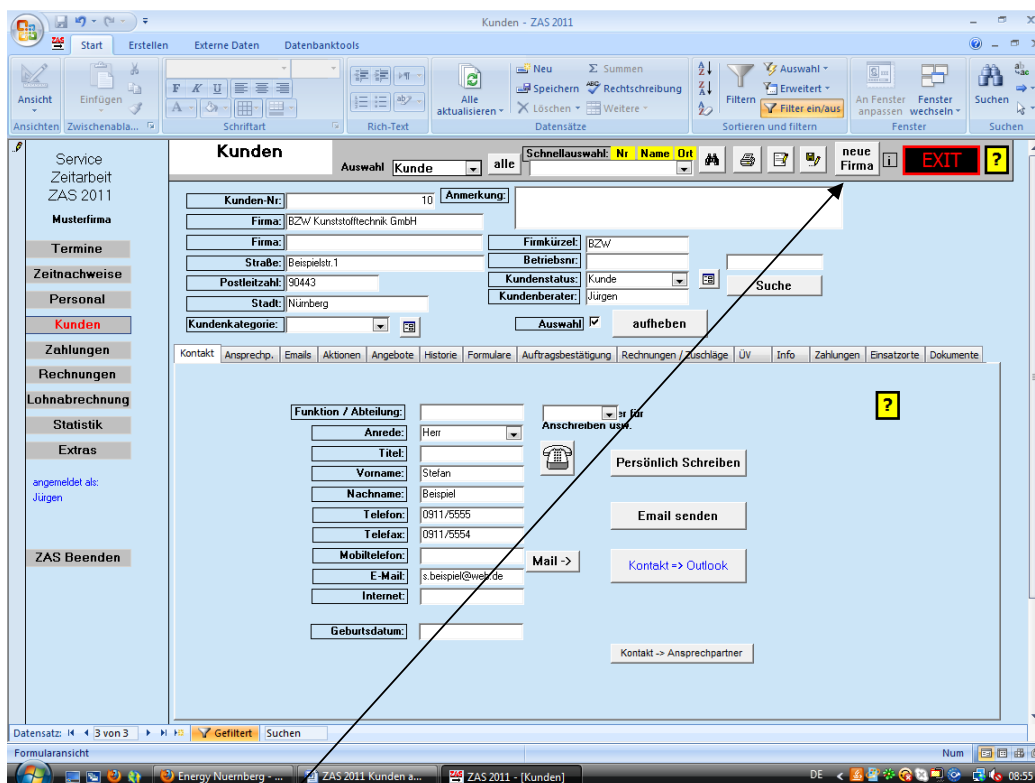 Kunden - ZAS 2011
Start Erstellen Externe Daten Datenbanktools
Ansicht
Einfügen
F K U
A
Alle
aktualisieren
Neu
Speichern
Löschen
Σ Summen
Rechtschreibung
Weitere
Filtern
Auswahl
Erweitert
Filter ein/aus
An Fenster
anpassen
Fenster
wechseln
Suchen
Ansichten Zwischenabla... Schriftart Rich-Text Datensätze Sortieren und filtern Fenster Suchen
Service
Zeitarbeit
ZAS 2011
Musterfirma
Termine
Zeitnachweise
Personal
Kunden
Zahlungen
Rechnungen
Lohnabrechnung
Statistik
Extras
angemeldet als:
Jürgen
ZAS Beenden
Kunden
Auswahl Kunde
alle
Schnellauswahl: Nr Name Ort
neue
Firma
i
EXIT
?
Kunden-Nr: 10
Anmerkung:
Firma: BZW Kunststofftechnik GmbH
Firma:
Straße: Beispielstr.1
Postleitzahl: 90443
Stadt: Nürnberg
Kundenkategorie:
Firmkürzel: BZW
Betriebsnr:
Kundenstatus: Kunde
Kundenberater: Jürgen
Suche
Auswahl
aufheben
Kontakt Ansprechp. Emails Aktionen Angebote Historie Formulare Auftragsbestätigung Rechnungen / Zuschläge ÜV Info Zahlungen Einsatzorte Dokumente
Funktion / Abteilung:
er für
Anschreiben usw.
?
Anrede: Herr
Titel:
Vorname: Stefan
Nachname: Beispiel
Telefon: 0911/5555
Telefax: 0911/5554
Mobiltelefon:
E-Mail: s.beispiel@web.de
Internet:
Geburtsdatum:
Mail ->
Persönlich Schreiben
Email senden
Kontakt => Outlook
Kontakt -> Ansprechpartner
Datensatz: 3 von 3 Gefiltert Suchen
Formularansicht Num
Energy Nuernberg - ... ZAS 2011 Kunden a... ZAS 2011 - [Kunden] DE 08:55